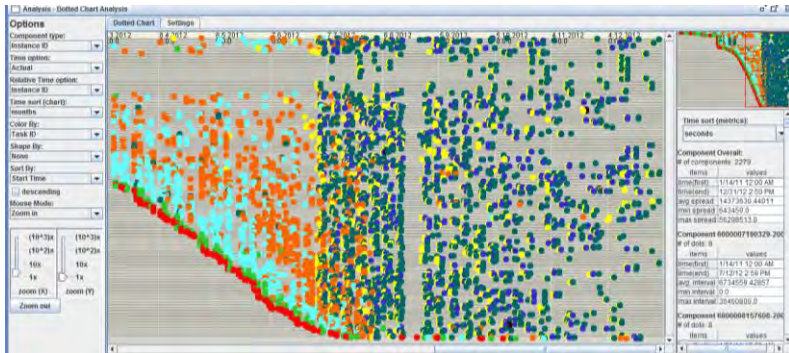 Analysis - Dotted Chart Analysis
Options
Component type:
Instance ID
Time option:
Actual
Relative Time option:
Instance ID
Time sort (chart):
months
Color By:
Task ID
Shape By:
None
Sort By:
Start Time
descending
Mouse Mode:
Zoom in
(10^3)x (10^3)x
(10^2)x (10^2)x
10x 10x
1x 1x
zoom (X) zoom (Y)
Zoom out
Dotted Chart Settings
Time sort (metrics):
seconds
Component Overall:
# of components: 2279
items values
time(first) 1/14/11 12:00 AM
time(end) 12/31/12 2:50 PM
avg spread 14373630.44011
min spread 643459.0
max spread
# of dots: 8
items values
time(first) 1/14/11 12:00 AM
time(end) 7/12/12 2:58 PM
avg. interval 6734559.42857
min interval 0.0
max interval
# of dots: 8
items values